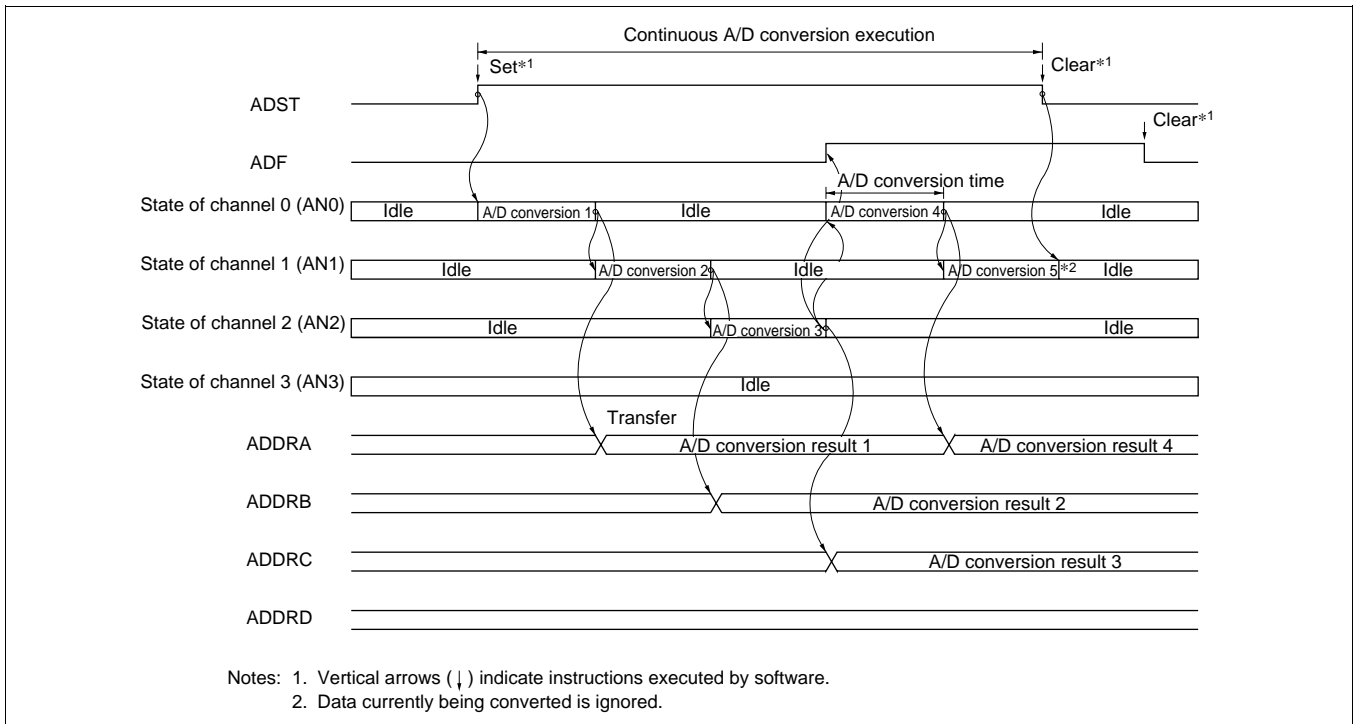 Continuous A/D conversion execution
Set*1
Clear*1
ADST
Clear*1
ADF
A/D conversion time
State of channel 0 (AN0)
Idle
A/D conversion 1
Idle
A/D conversion 4
Idle
State of channel 1 (AN1)
Idle
A/D conversion 2
Idle
A/D conversion 5
*2
Idle
State of channel 2 (AN2)
Idle
A/D conversion 3
Idle
State of channel 3 (AN3)
Idle
Transfer
ADDRA
A/D conversion result 1
A/D conversion result 4
ADDRB
A/D conversion result 2
ADDRC
A/D conversion result 3
ADDRD
Notes: 1. Vertical arrows (↓) indicate instructions executed by software.
2. Data currently being converted is ignored.